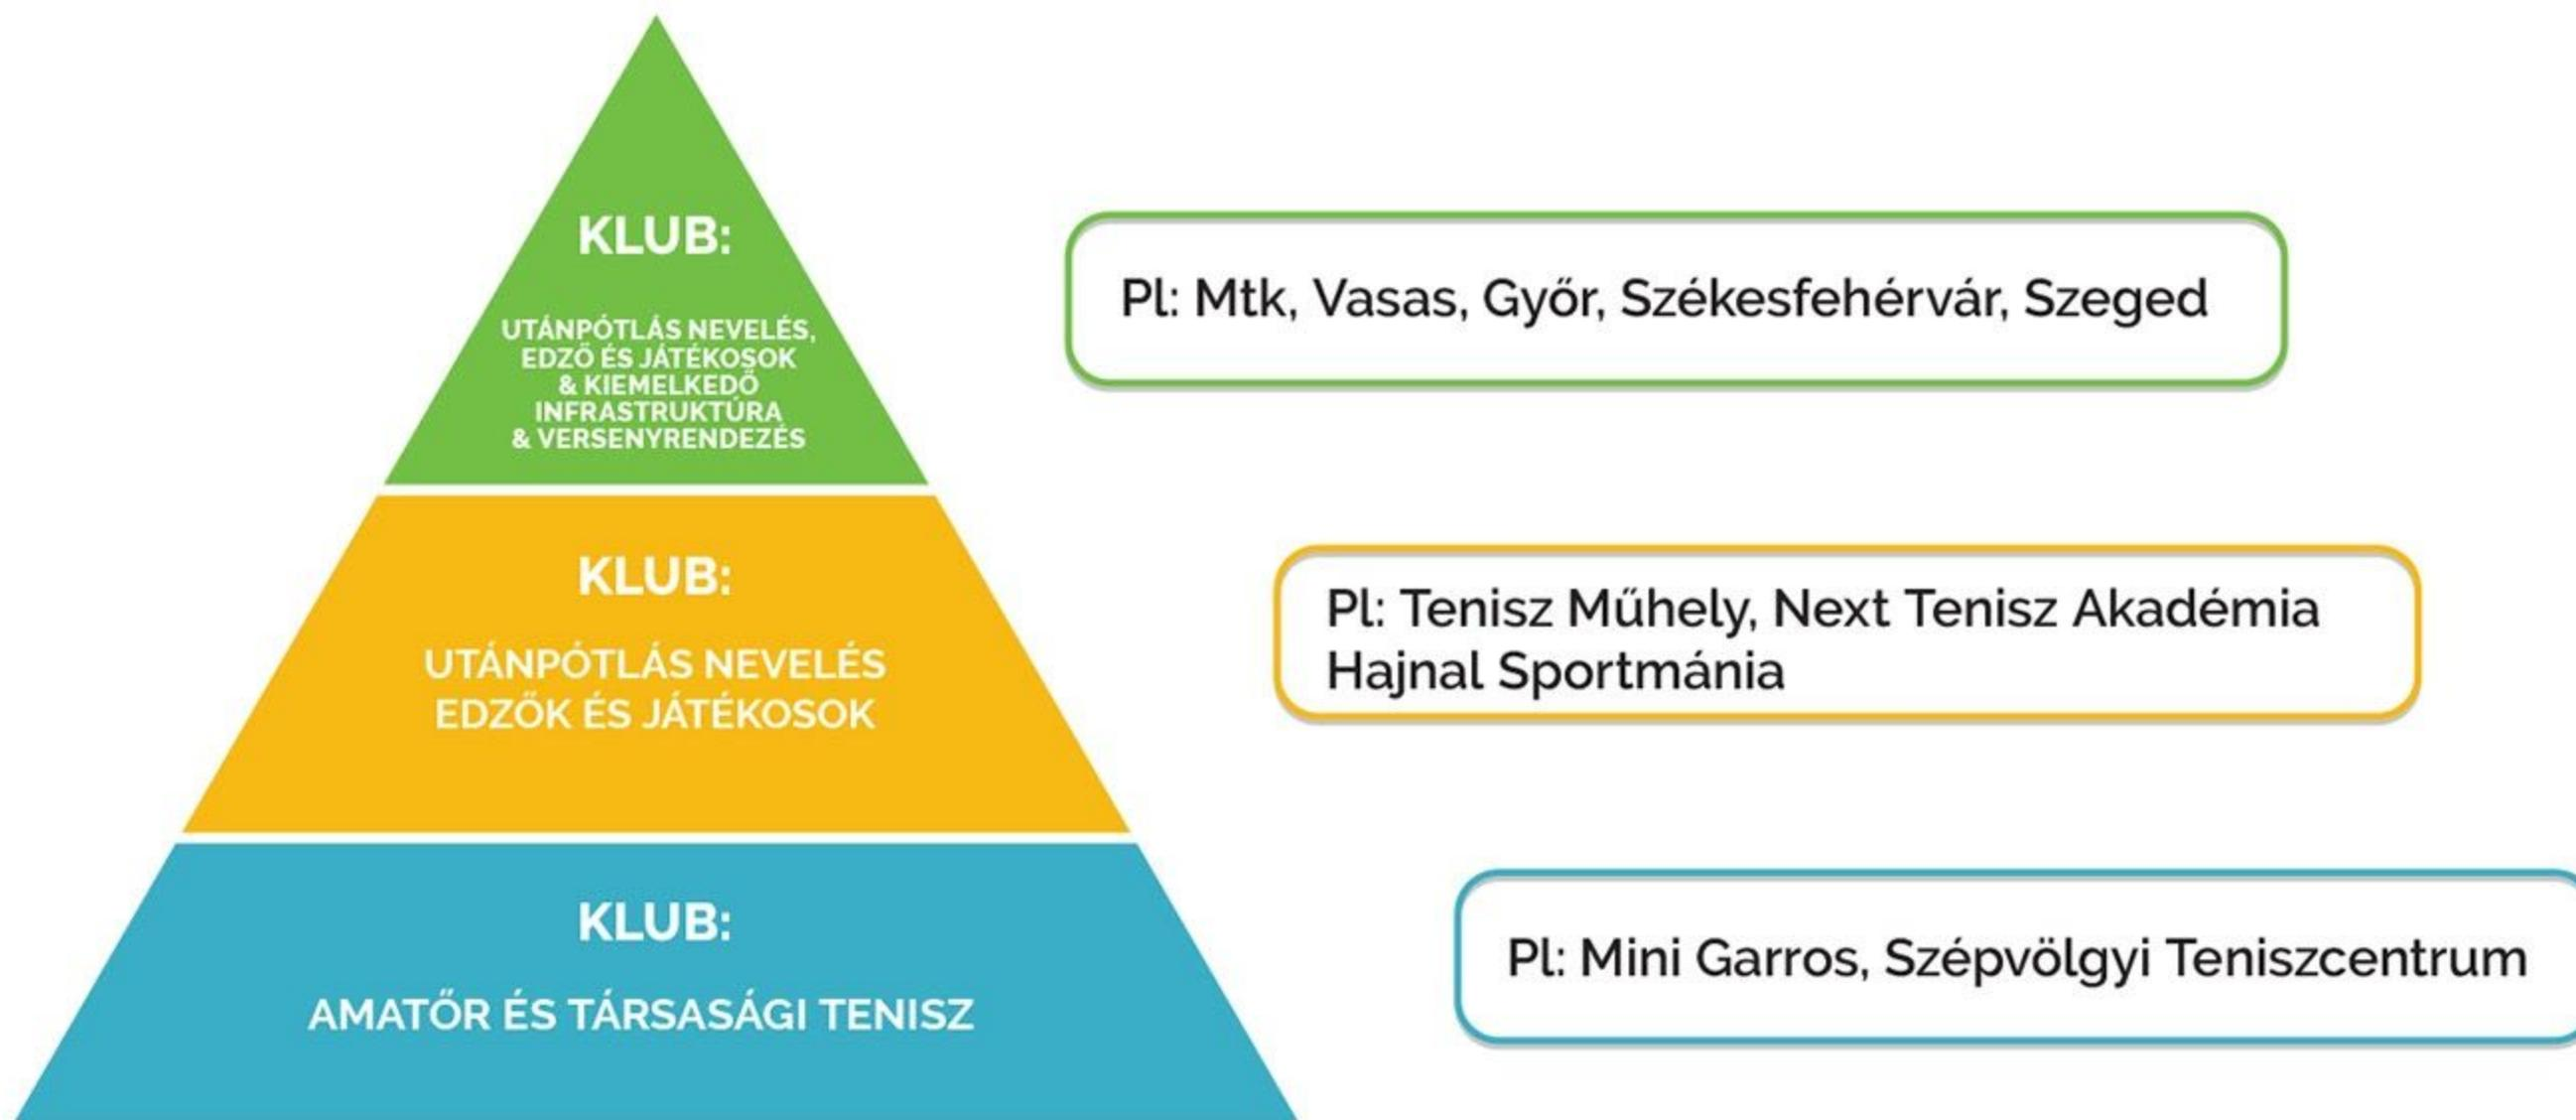 KLUB:
UTÁNPÓTLÁS NEVELÉS,
EDZŐ ÉS JÁTÉKOSOK
& KIEMELKEDŐ
INFRASTRUKTÚRA
& VERSENYRENDEZÉS
Pl: Mtk, Vasas, Győr, Székesfehérvár, Szeged
KLUB:
UTÁNPÓTLÁS NEVELÉS
EDZŐK ÉS JÁTÉKOSOK
Pl: Tenisz Műhely, Next Tenisz Akadémia
Hajnal Sportmánia
KLUB:
AMATŐR ÉS TÁRSASÁGI TENISZ
Pl: Mini Garros, Szépvölgyi Teniszcentrum